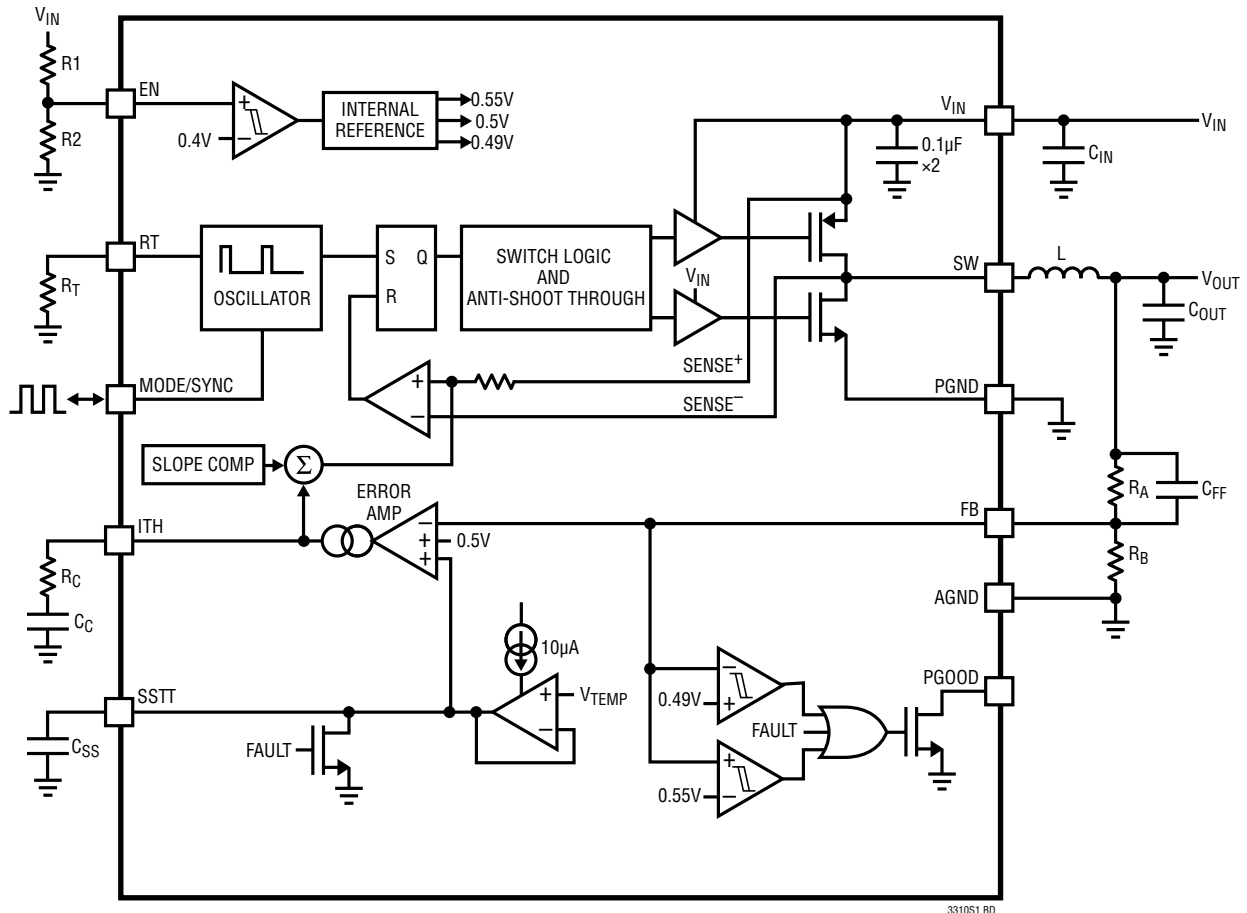 VIN
R1
EN
R2
0.4V
+
−
INTERNAL
REFERENCE
0.55V
0.5V
0.49V
VIN
VIN
0.1µF
×2
CIN
RT
RT
OSCILLATOR
S Q
R
SWITCH LOGIC
AND
ANTI-SHOOT THROUGH
VIN
SW
L
VOUT
COUT
MODE/SYNC
+
−
SENSE+
SENSE−
PGND
SLOPE COMP
Σ
ITH
ERROR
AMP
−
+
+
0.5V
FB
RA
CFF
RB
RC
CC
AGND
10µA
SSTT
CSS
FAULT
+
−
VTEMP
PGOOD
−
+
0.49V
FAULT
+
−
0.55V
3310S1 BD